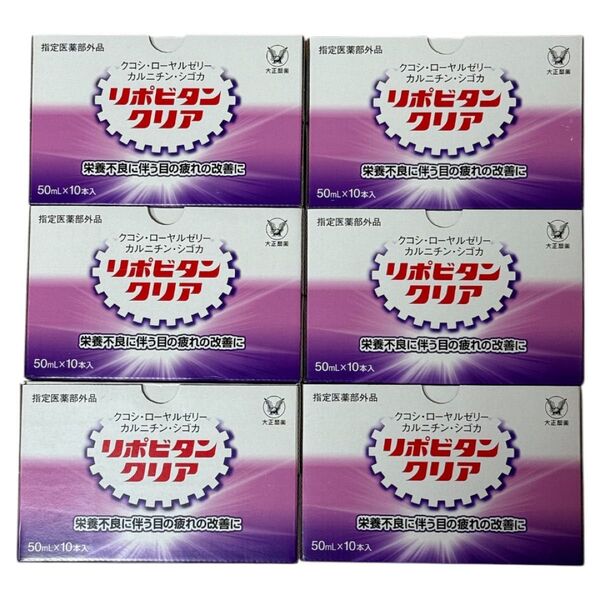 指定医薬部外品
大正製薬
クコシ・ローヤルゼリー
カルニチン・シゴカ
リポビタン
クリア
栄養不良に伴う目の疲れの改善に
50mL×10本入
指定医薬部外品
大正製薬
クコシ・ローヤルゼリー
カルニチン・シゴカ
リポビタン
クリア
栄養不良に伴う目の疲れの改善に
50mL×10本入
指定医薬部外品
大正製薬
クコシ・ローヤルゼリー
カルニチン・シゴカ
リポビタン
クリア
栄養不良に伴う目の疲れの改善に
50mL×10本入
指定医薬部外品
大正製薬
クコシ・ローヤルゼリー
カルニチン・シゴカ
リポビタン
クリア
栄養不良に伴う目の疲れの改善に
50mL×10本入
指定医薬部外品
大正製薬
クコシ・ローヤルゼリー
カルニチン・シゴカ
リポビタン
クリア
栄養不良に伴う目の疲れの改善に
50mL×10本入
指定医薬部外品
大正製薬
クコシ・ローヤルゼリー
カルニチン・シゴカ
リポビタン
クリア
栄養不良に伴う目の疲れの改善に
50mL×10本入